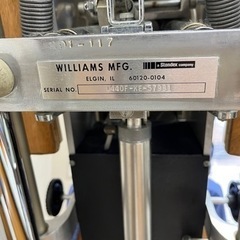 WILLIAMS MFG. a Standex company
ELGIN, IL 60120-0104
SERIAL NO.